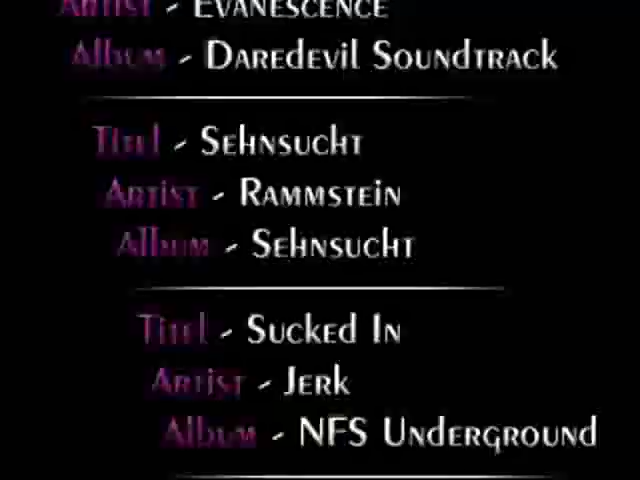 Artist - Evanescence
Album - Daredevil Soundtrack
Titel - Sehnsucht
Artist - Rammstein
Album - Sehnsucht
Titel - Sucked In
Artist - Jerk
Album - NFS Underground